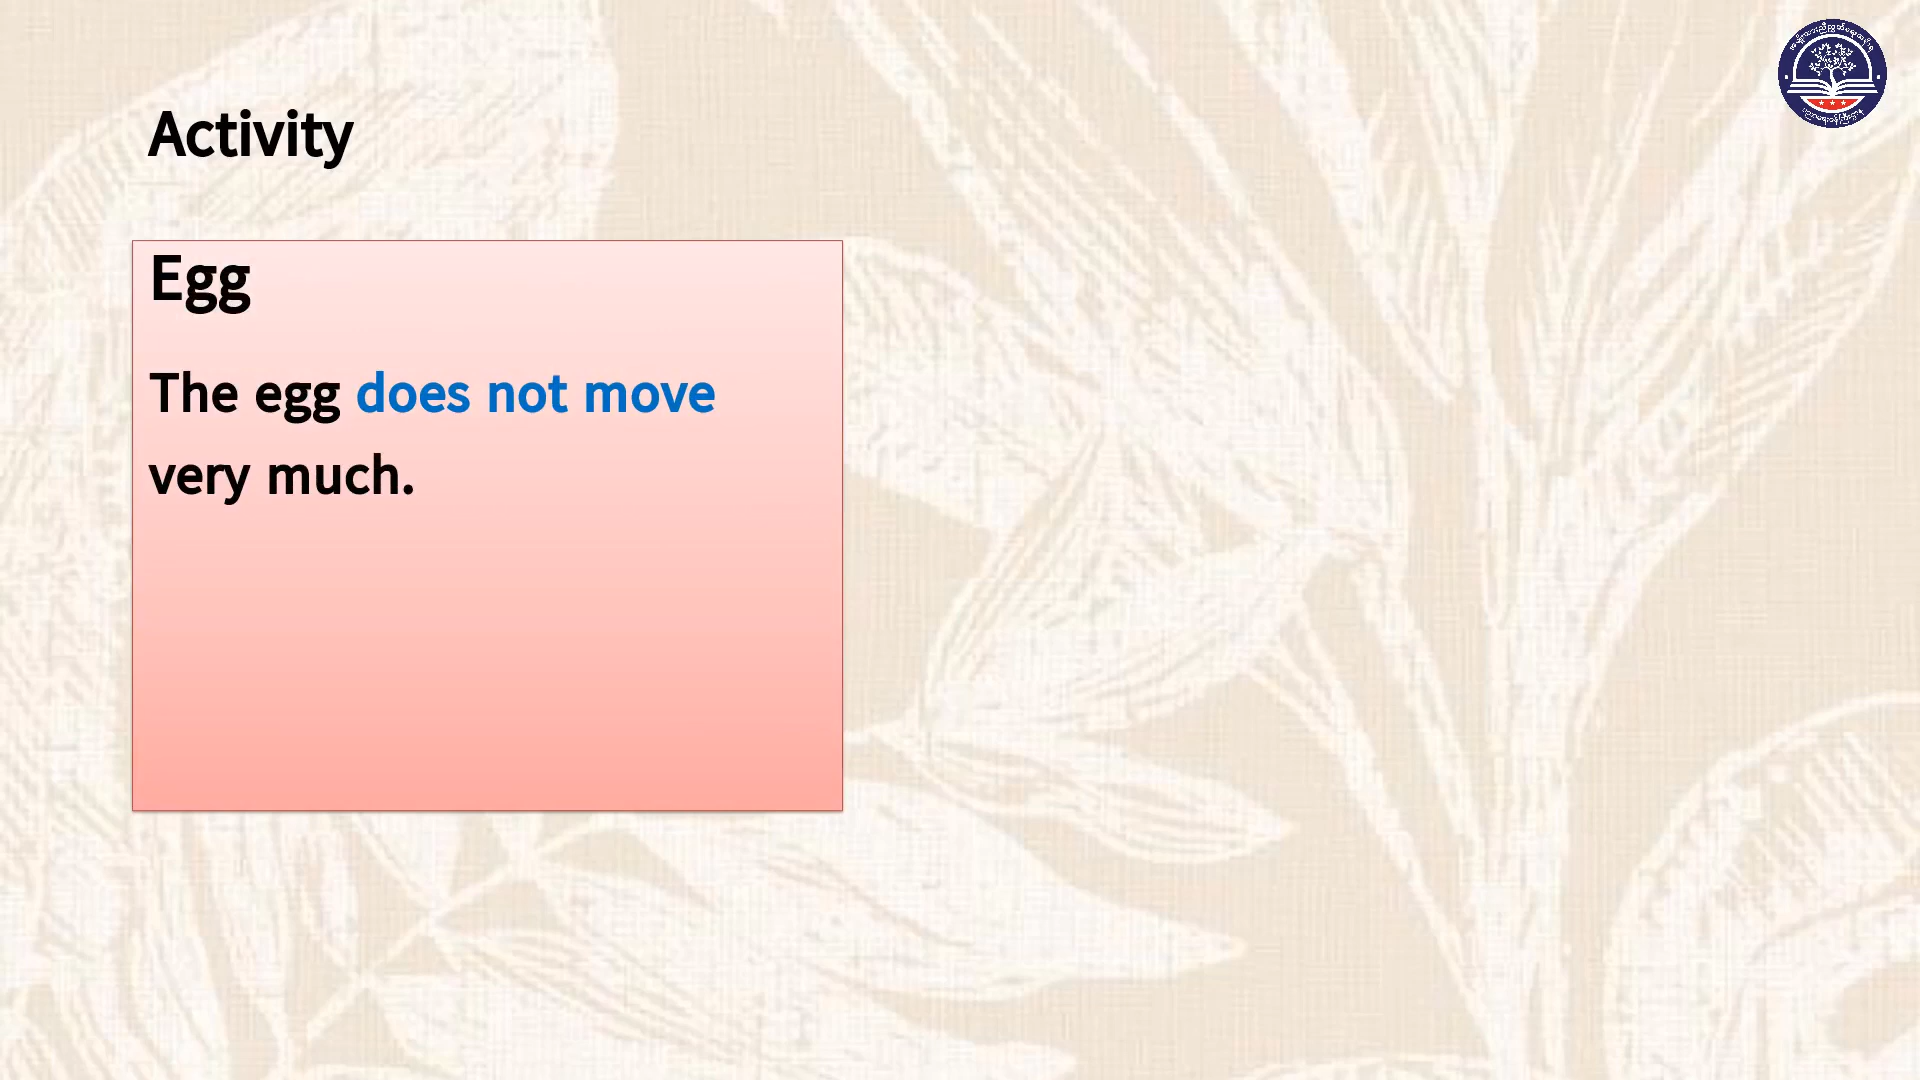 Activity
Egg
The egg does not move
very much.